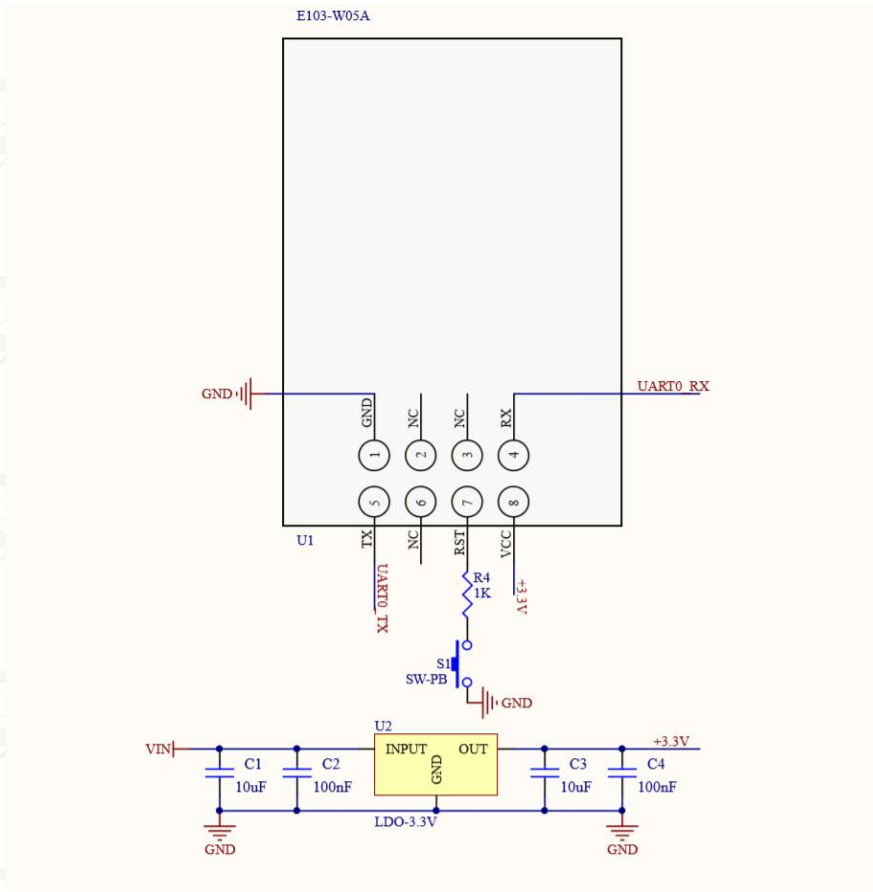 E103-W05A
GND
UART0_RX
GND
NC
NC
RX
1
2
3
4
5
6
7
8
U1
TX
NC
RST
VCC
UART0_TX
R4
1K
+3.3V
S1
SW-PB
GND
U2
VIN
INPUT
OUT
GND
+3.3V
C1
10uF
C2
100nF
C3
10uF
C4
100nF
LDO-3.3V
GND
GND